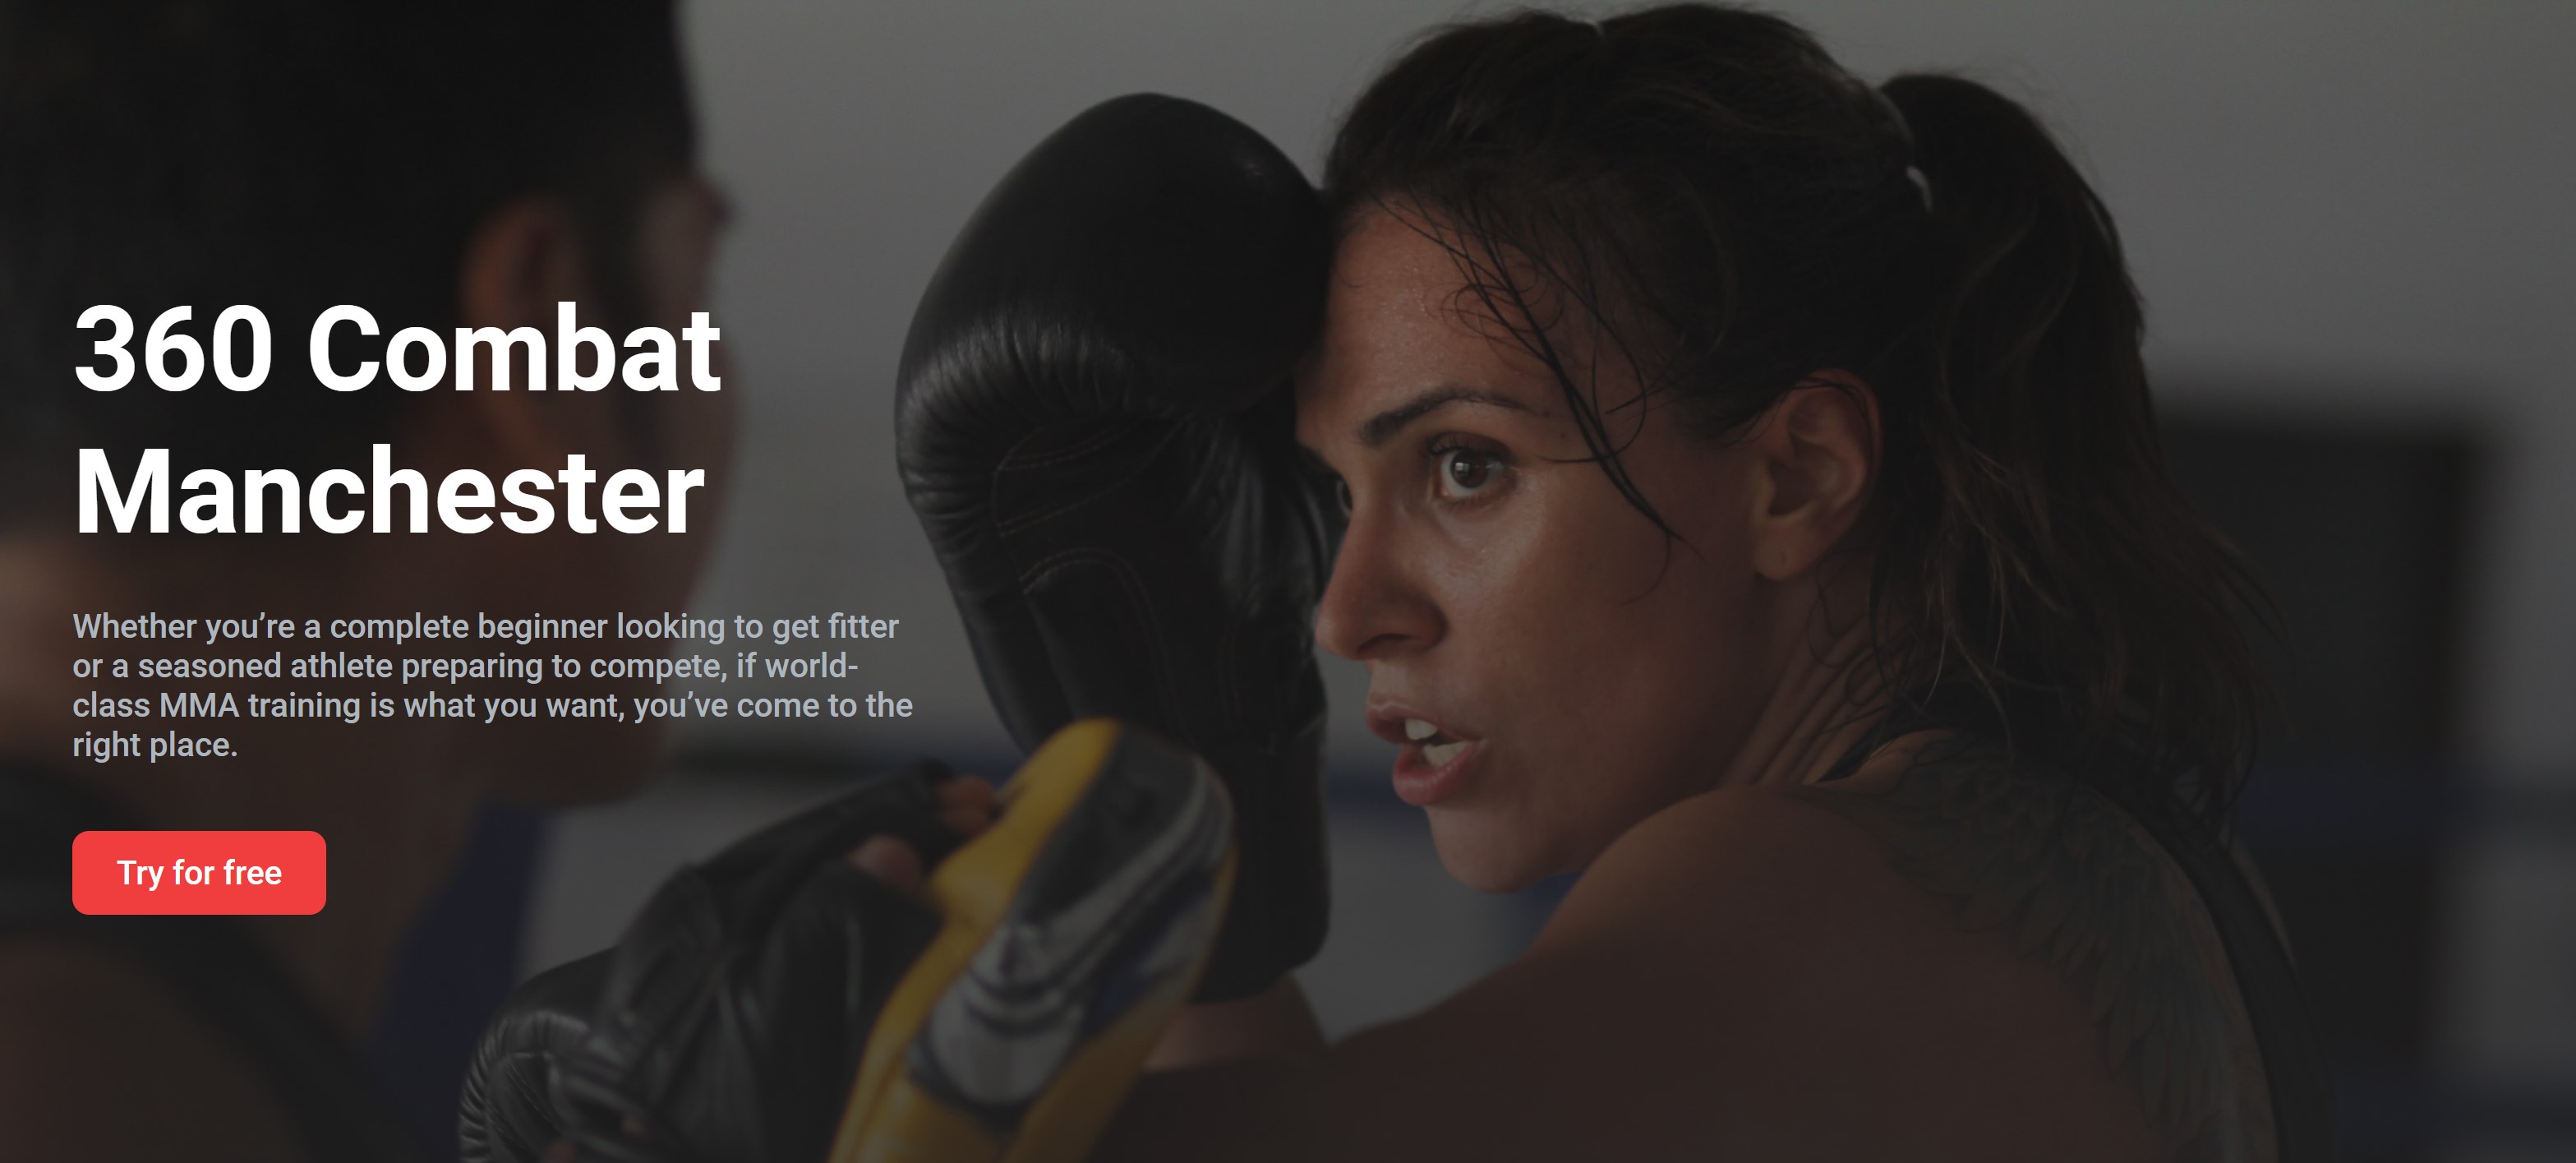 360 Combat
Manchester
Whether you’re a complete beginner looking to get fitter
or a seasoned athlete preparing to compete, if world-
class MMA training is what you want, you’ve come to the
right place.
Try for free